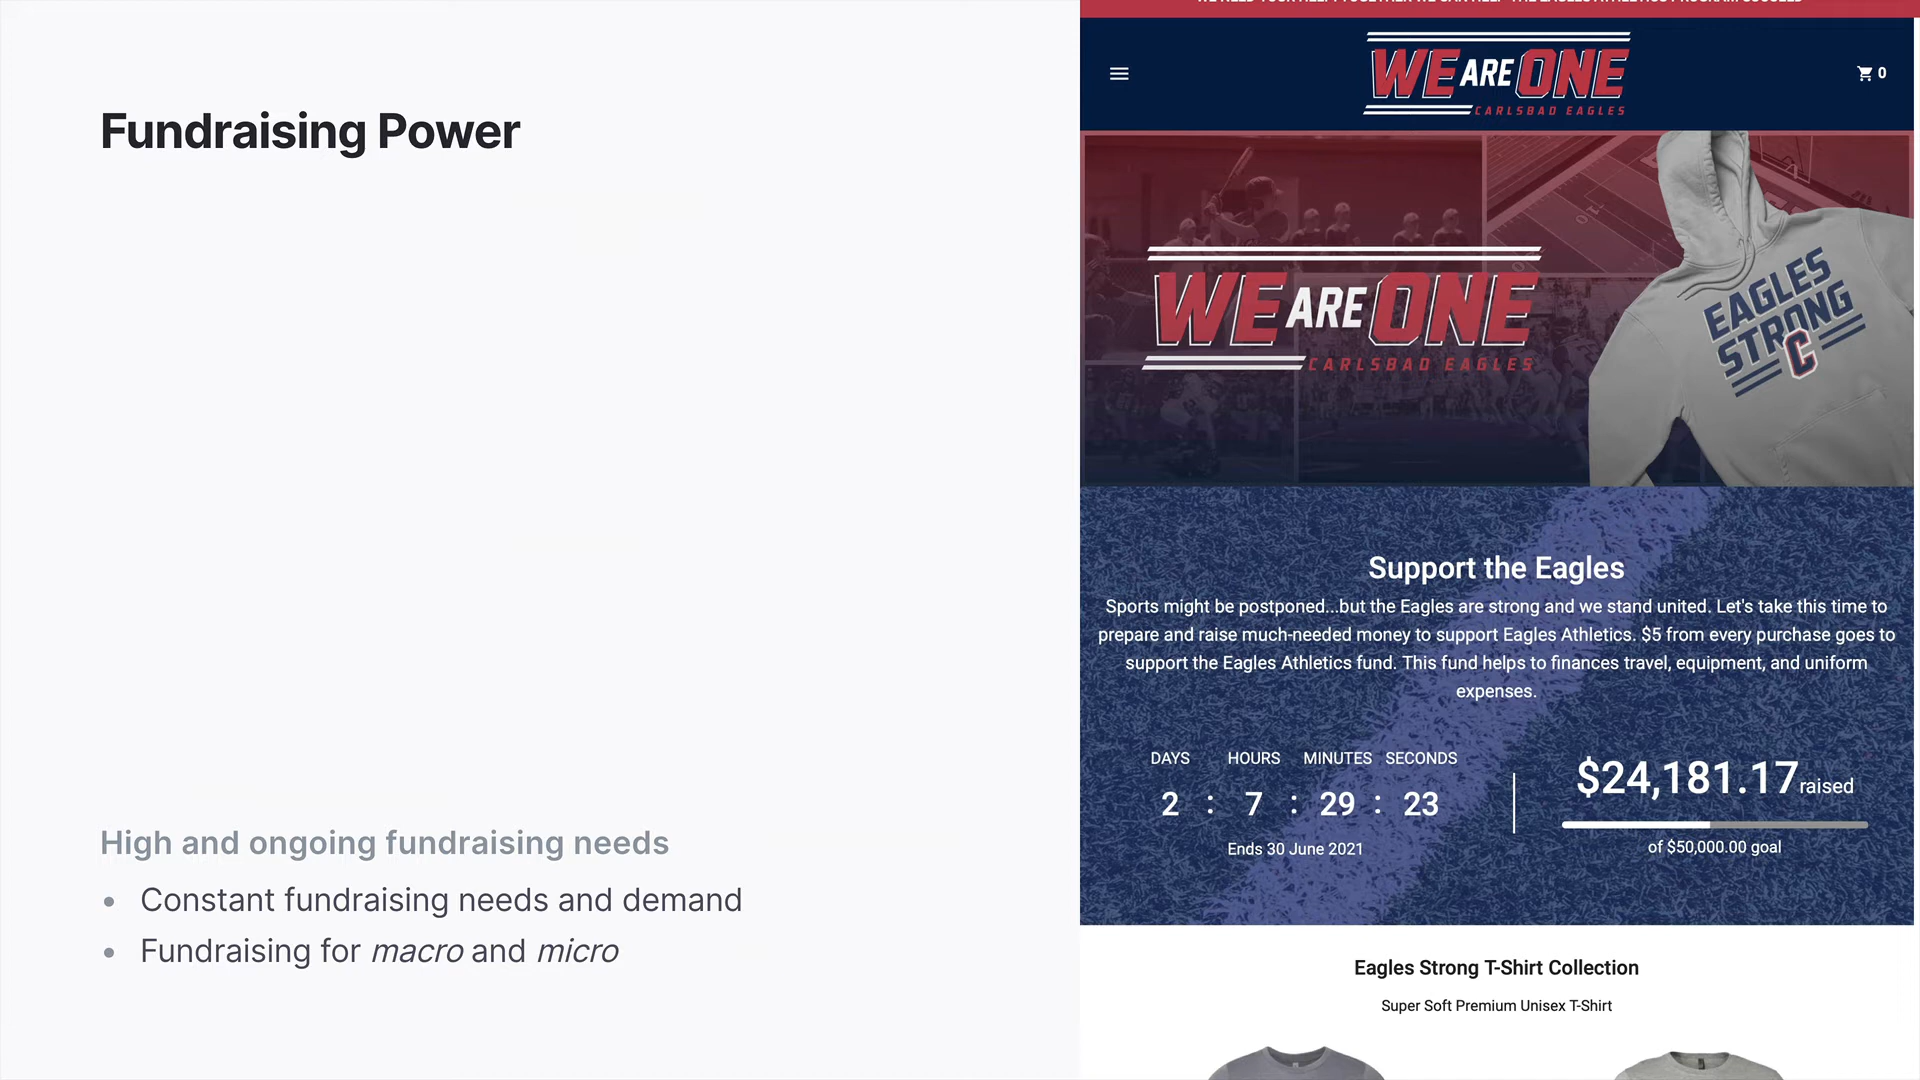 Fundraising Power
High and ongoing fundraising needs
• Constant fundraising needs and demand
• Fundraising for macro and micro
WE ARE ONE
CARLSBAD EAGLES
0
WE ARE ONE
CARLSBAD EAGLES
EAGLES
STRONG
C
Support the Eagles
Sports might be postponed...but the Eagles are strong and we stand united. Let's take this time to
prepare and raise much-needed money to support Eagles Athletics. $5 from every purchase goes to
support the Eagles Athletics fund. This fund helps to finances travel, equipment, and uniform
expenses.
DAYS HOURS MINUTES SECONDS
2 : 7 : 29 : 23
Ends 30 June 2021
$24,181.17 raised
of $50,000.00 goal
Eagles Strong T-Shirt Collection
Super Soft Premium Unisex T-Shirt